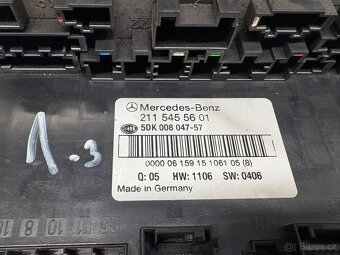 Mercedes-Benz
211 545 56 01
5DK 008 047-57
0000 06 159 15 1061 05 (8)
Q: 05 HW: 1106 SW: 0406
Made in Germany
1.3